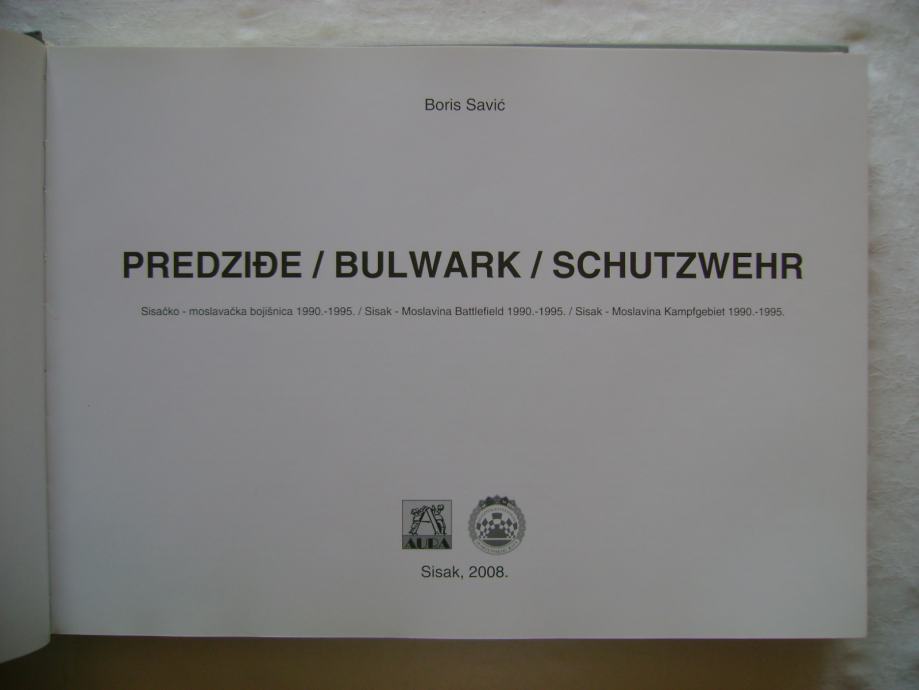 Boris Savić
PREDZIĐE / BULWARK / SCHUTZWEHR
Sisačko - moslavačka bojišnica 1990.-1995. / Sisak - Moslavina Battlefield 1990.-1995. / Sisak - Moslavina Kampfgebiet 1990.-1995.
AURA
Sisak, 2008.